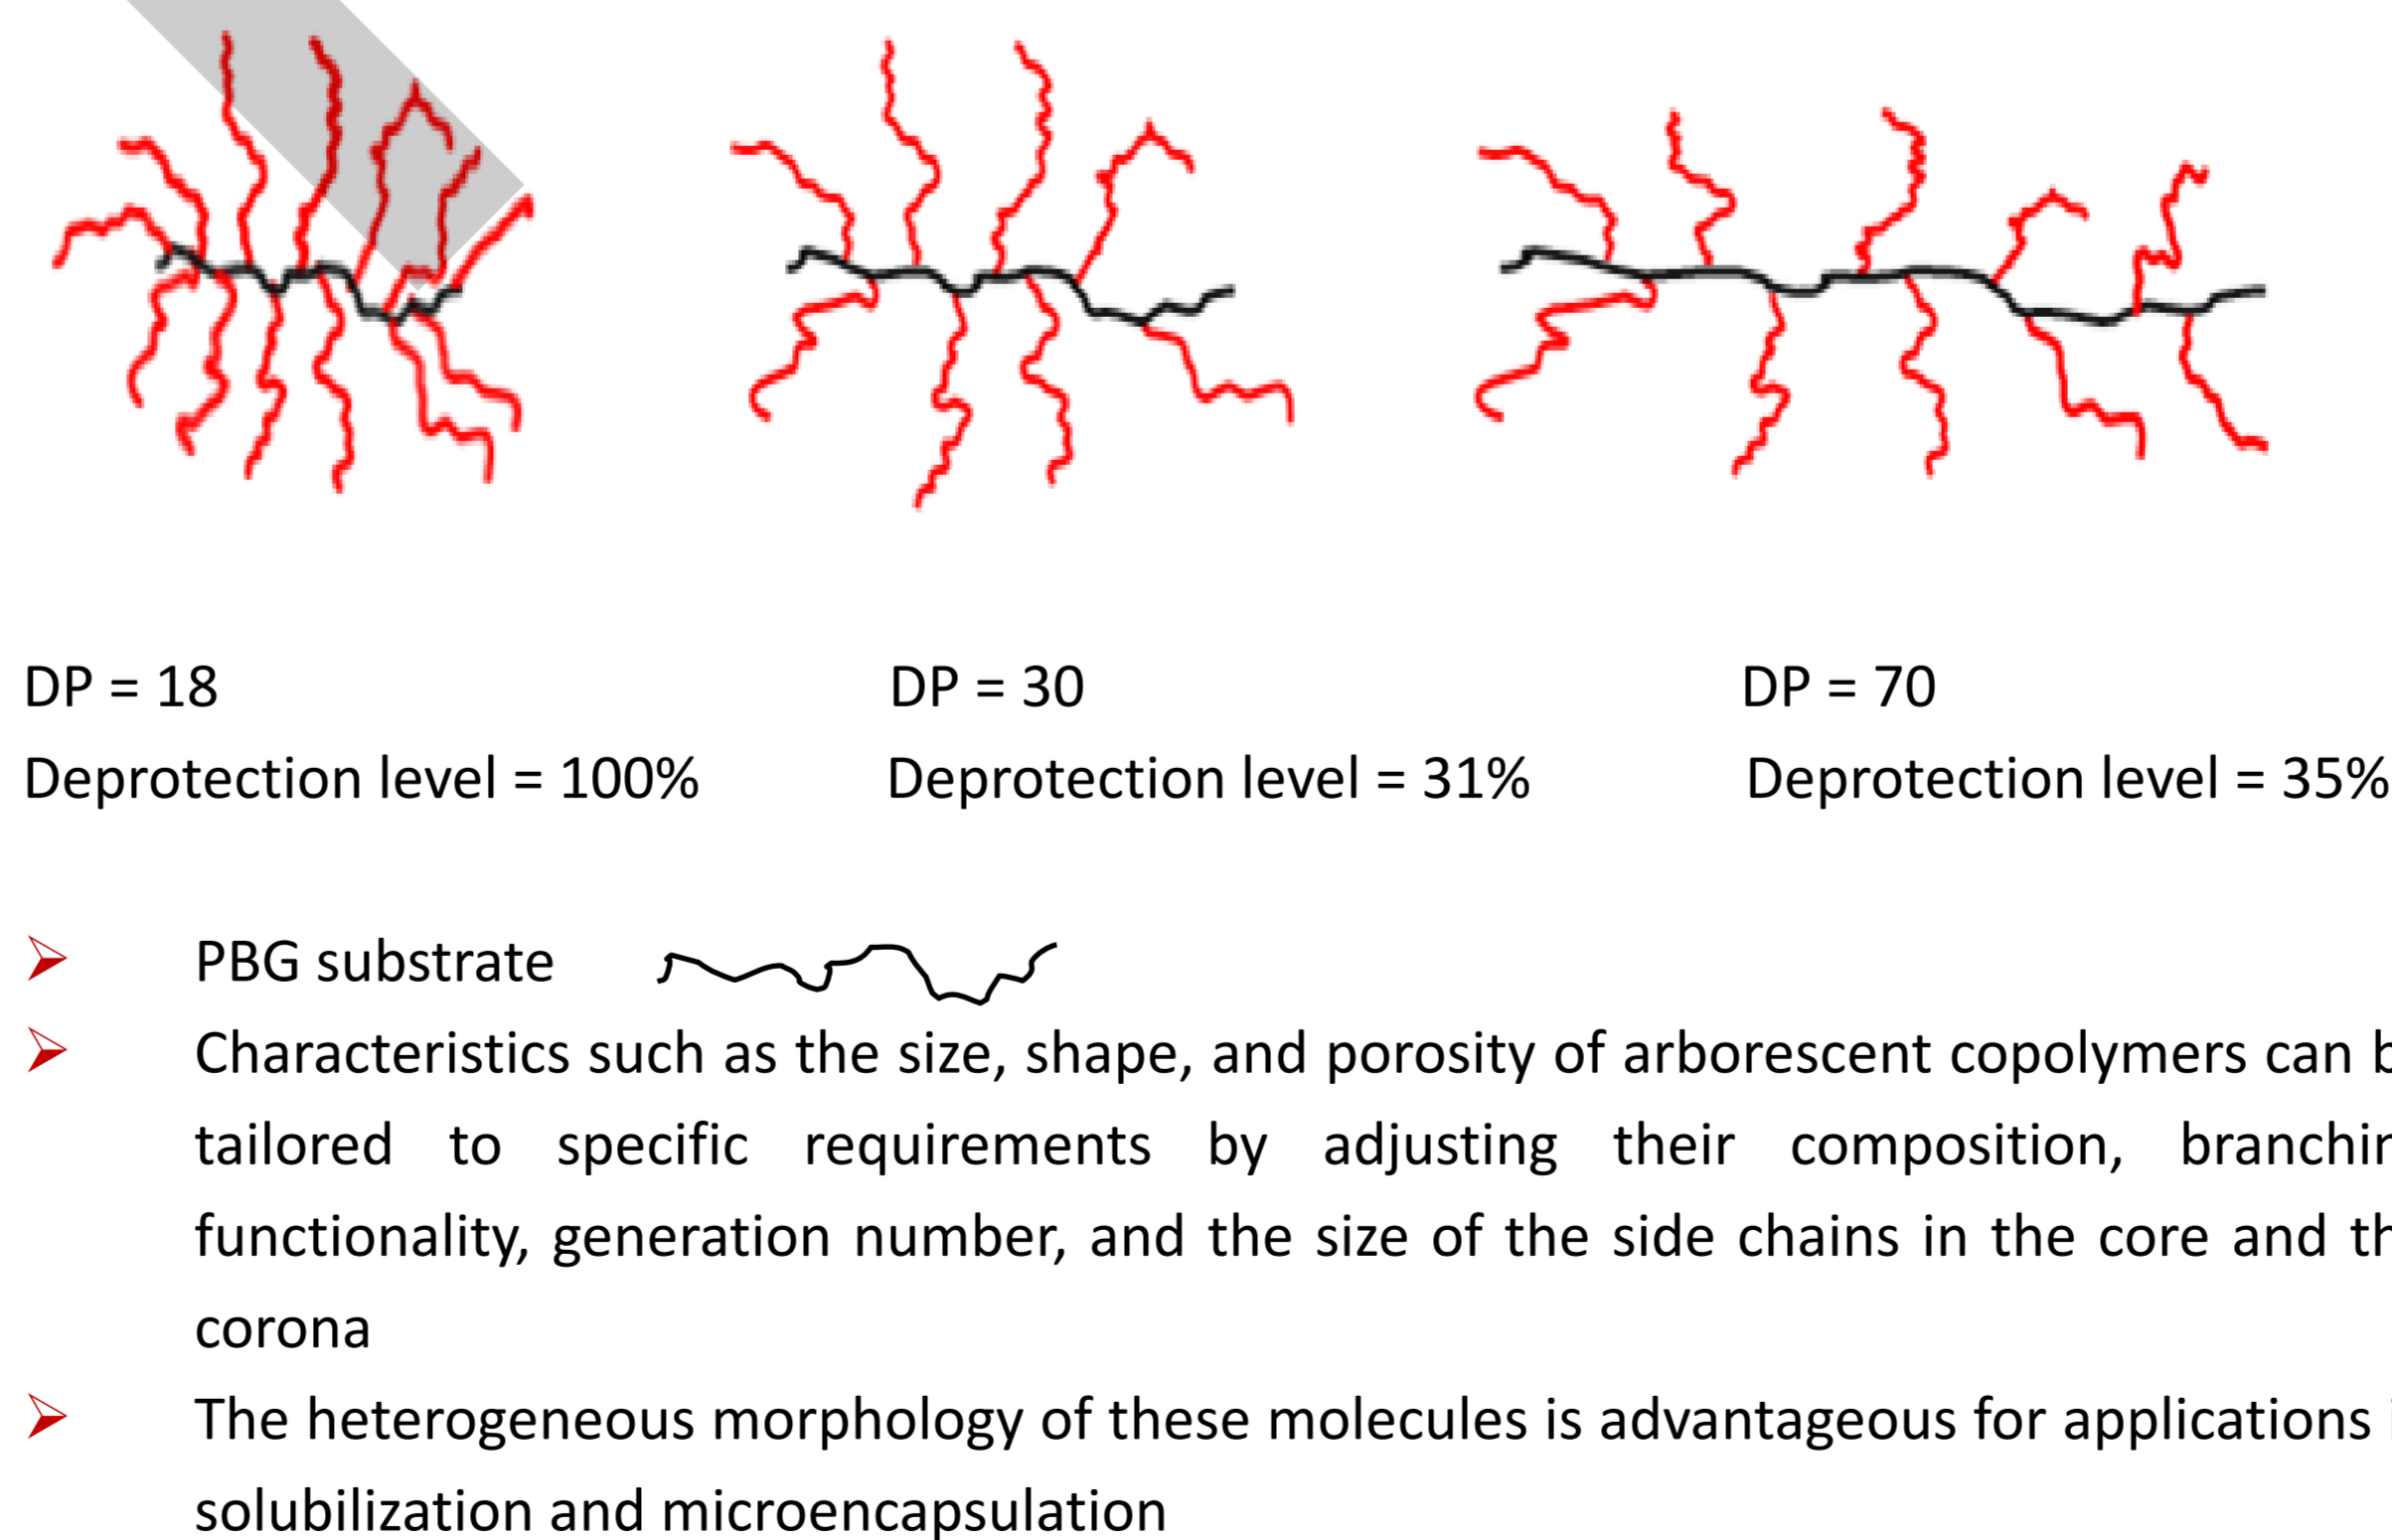 DP = 18 DP = 30 DP = 70
Deprotection level = 100% Deprotection level = 31% Deprotection level = 35%
PBG substrate
Characteristics such as the size, shape, and porosity of arborescent copolymers can
tailored to specific requirements by adjusting their composition,
functionality, generation number, and the size of the side chains in the core and
corona
The heterogeneous morphology of these molecules is advantageous for applications
solubilization and microencapsulation